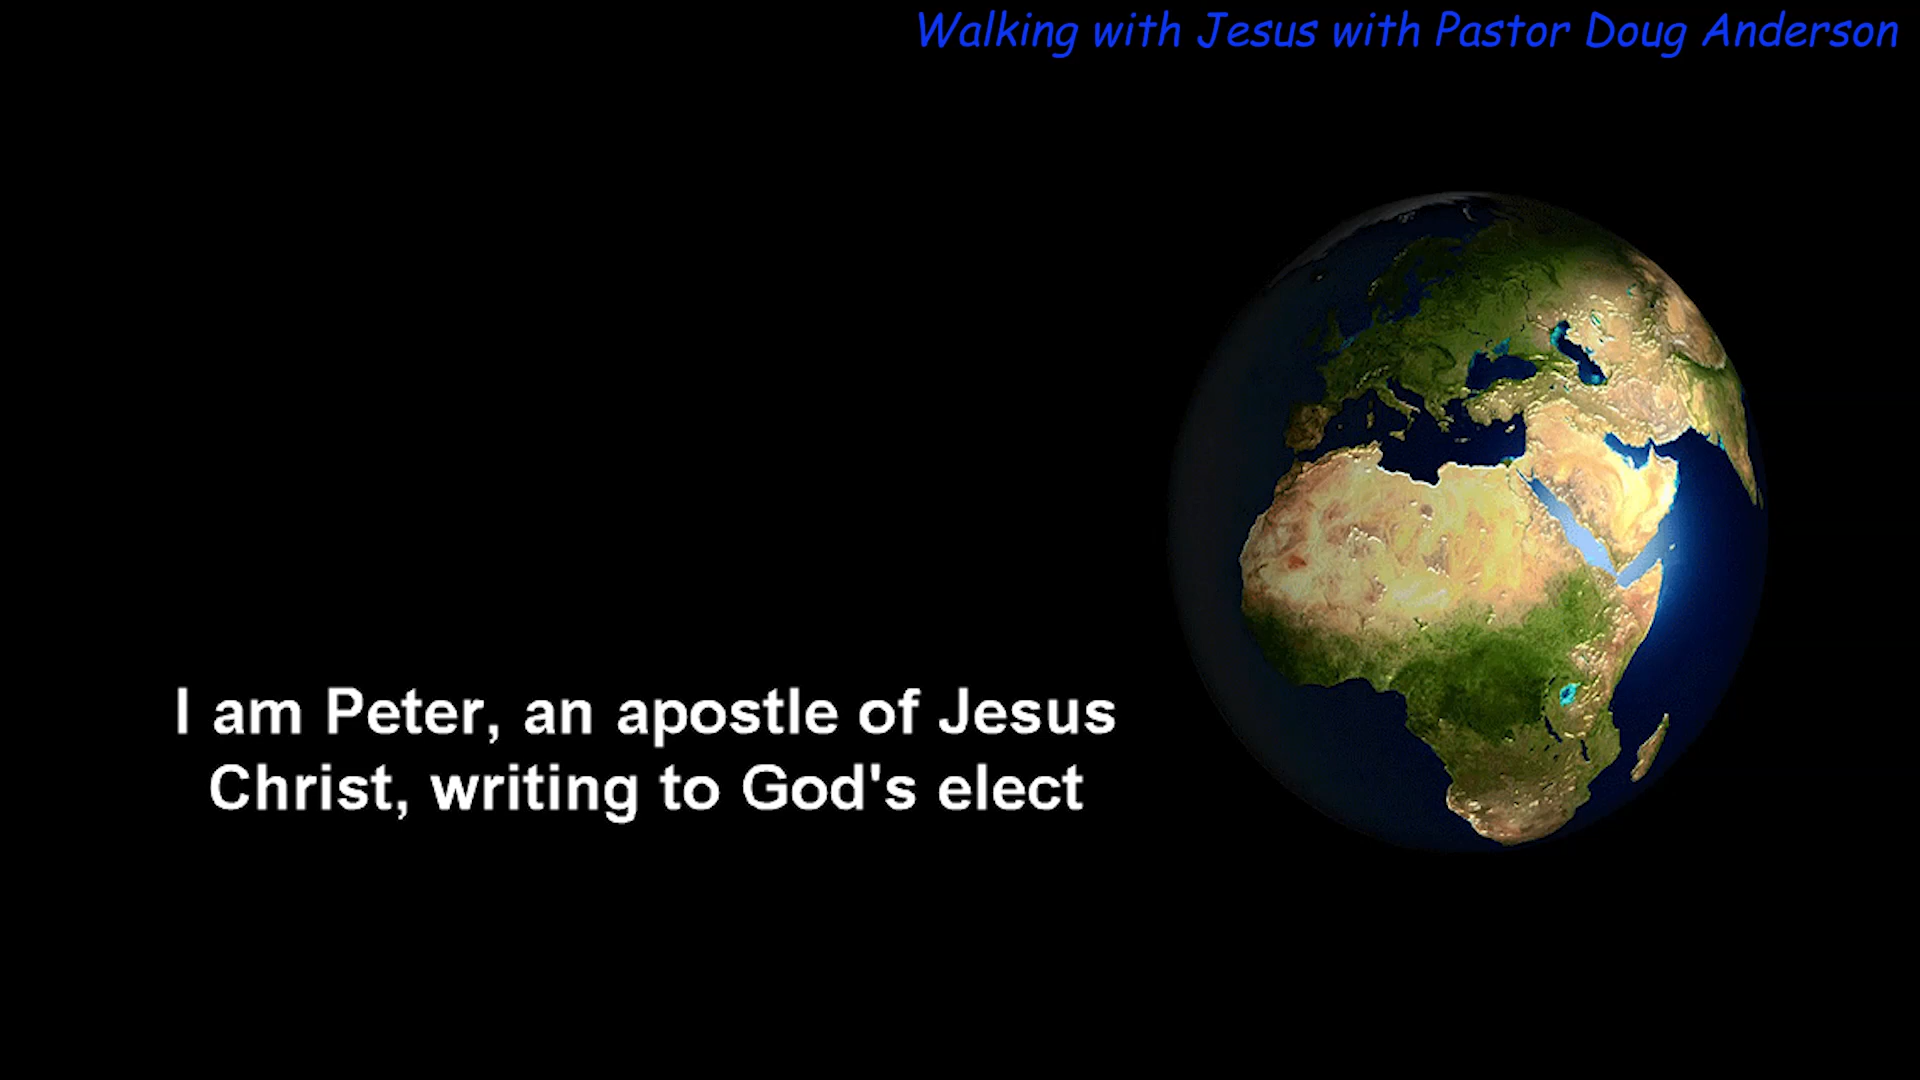 Walking with Jesus with Pastor Doug Anderson
I am Peter, an apostle of Jesus
Christ, writing to God's elect